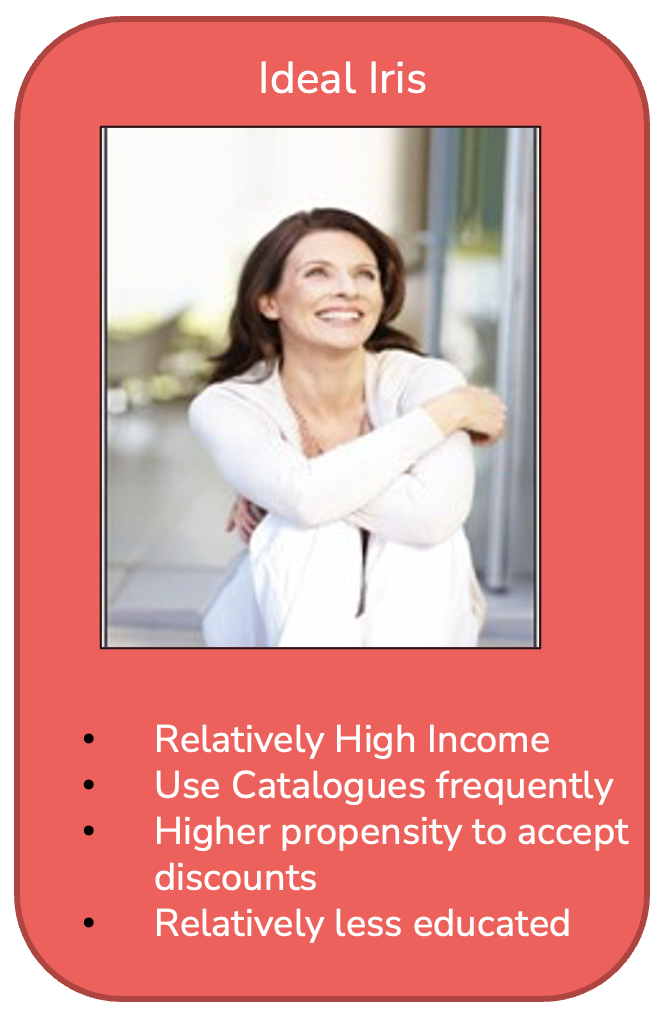 Ideal Iris
• Relatively High Income
• Use Catalogues frequently
• Higher propensity to accept
discounts
• Relatively less educated